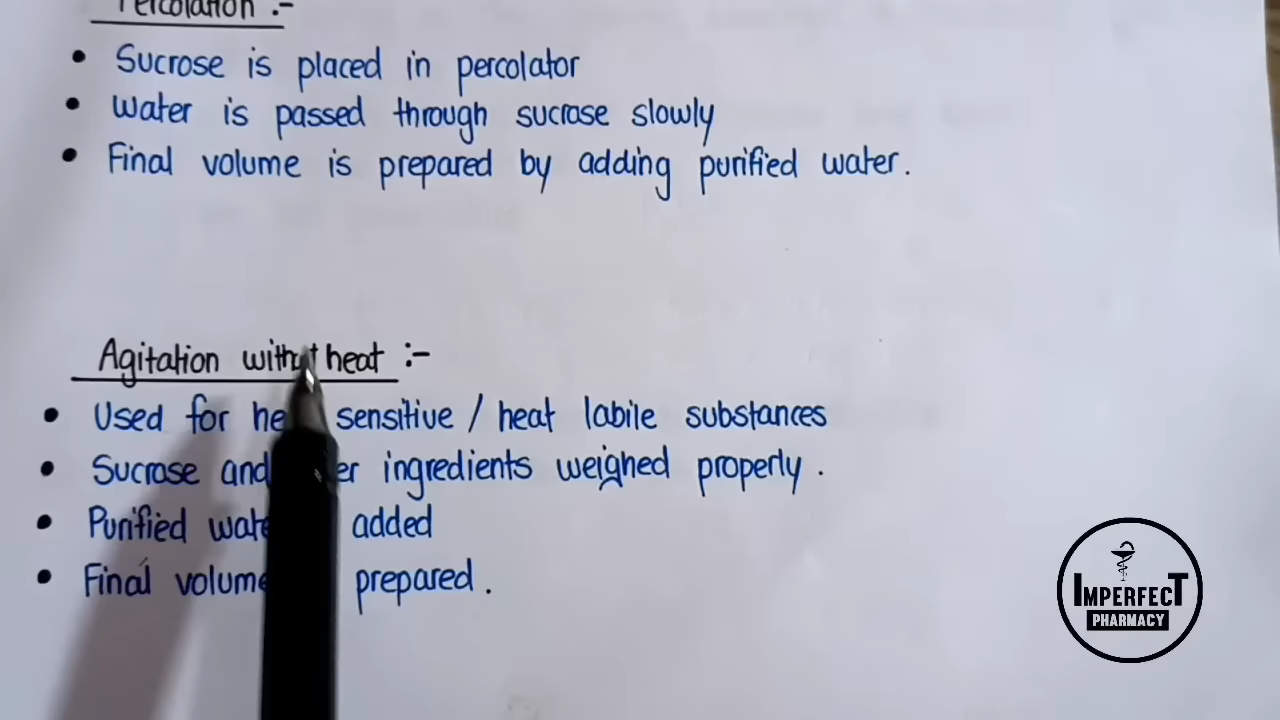 Percolation :-
• Sucrose is placed in percolator
• Water is passed through sucrose slowly
• Final volume is prepared by adding purified water.
Agitation without heat :-
• Used for sensitive / heat labile substances
• Sucrose and ingredients weighed properly .
• Purified added
• Final volume prepared .
IMPERFECT
PHARMACY